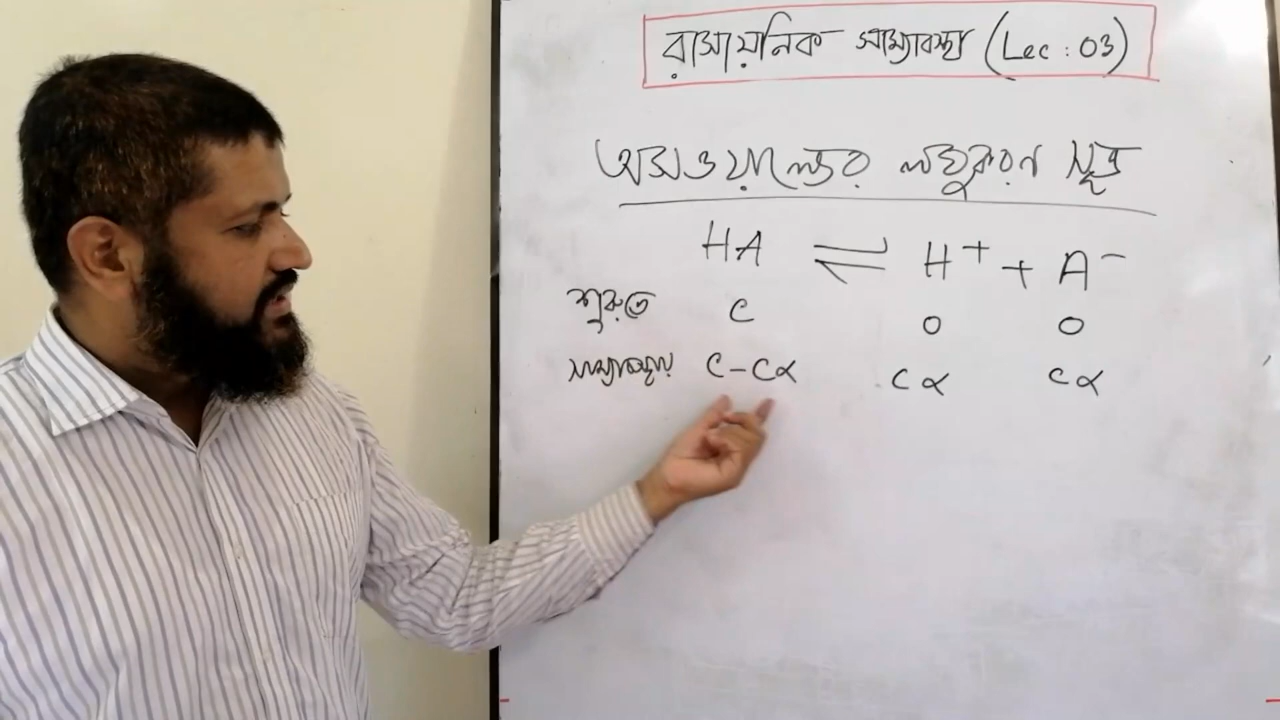 রাসায়নিক সাম্যাবস্থা (Lec : 03)
অসওয়াল্ডের লঘুকরণ সূত্র
HA ⇌ H⁺ + A⁻
শুরুতে C 0 0
সাম্যাবস্থায় C-Cα Cα Cα